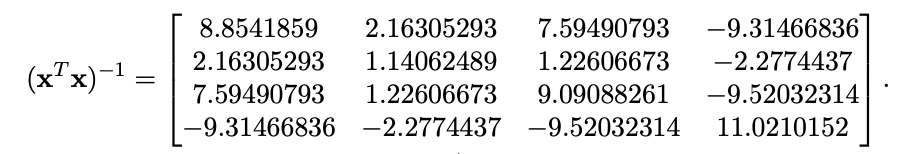 8.8541859 2.16305293 7.59490793 −9.31466836
2.16305293 1.14062489 1.22606673 −2.2774437
(xᵀx)⁻¹ = .
7.59490793 1.22606673 9.09088261 −9.52032314
−9.31466836 −2.2774437 −9.52032314 11.0210152